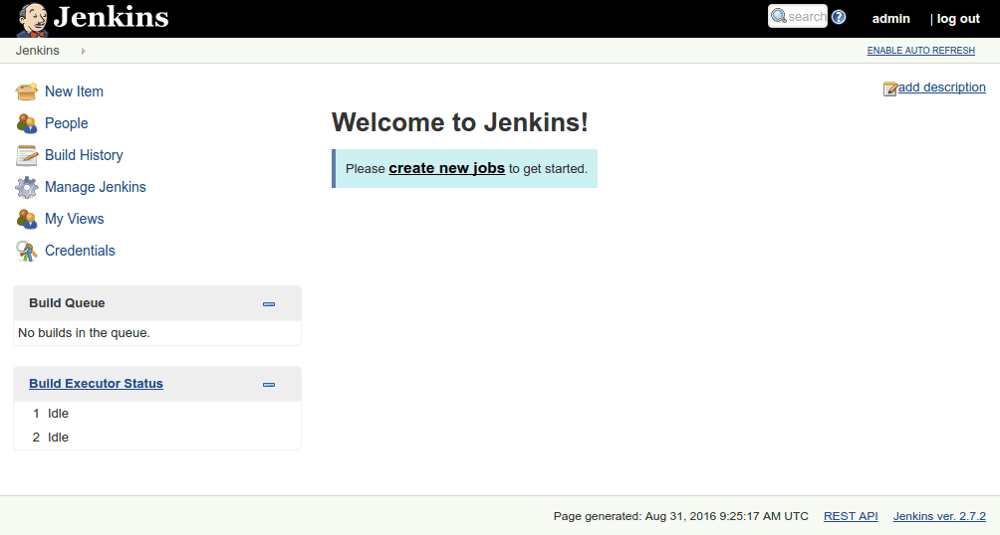 Jenkins
search
admin
| log out
Jenkins
ENABLE AUTO REFRESH
New Item
People
Build History
Manage Jenkins
My Views
Credentials
Build Queue
No builds in the queue.
Build Executor Status
1 Idle
2 Idle
add description
Welcome to Jenkins!
Please create new jobs to get started.
Page generated: Aug 31, 2016 9:25:17 AM UTC
REST API
Jenkins ver. 2.7.2